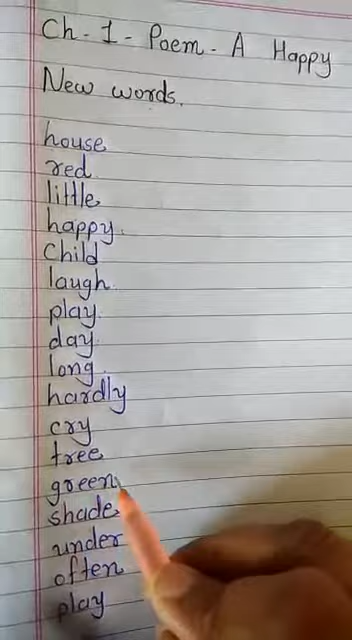 Ch - 1 - Poem - A Happy
New words.
house
red
little
happy.
Child
laugh.
play.
day.
long.
hardly
cry
tree
green
shade
under
often
play